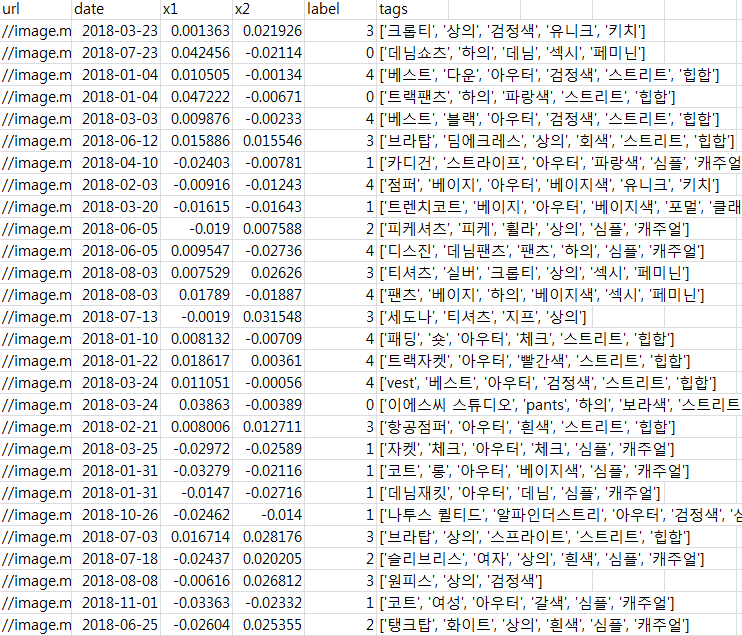 url date x1 x2 label tags
//image.m 2018-03-23 0.001363 0.021926 3 ['크롭티', '상의', '검정색', '유니크', '키치']
//image.m 2018-07-23 0.042456 -0.02114 0 ['데님쇼츠', '하의', '데님', '섹시', '페미닌']
//image.m 2018-01-04 0.010505 -0.00134 4 ['베스트', '다운', '아우터', '검정색', '스트리트', '힙합']
//image.m 2018-01-04 0.047222 -0.00671 0 ['트랙팬츠', '하의', '파랑색', '스트리트', '힙합']
//image.m 2018-03-03 0.009876 -0.00233 4 ['베스트', '블랙', '아우터', '검정색', '스트리트', '힙합']
//image.m 2018-06-12 0.015886 0.015546 3 ['브라탑', '딤에크레스', '상의', '회색', '스트리트', '힙합']
//image.m 2018-04-10 -0.02403 -0.00781 1 ['카디건', '스트라이프', '아우터', '파랑색', '심플', '캐주얼
//image.m 2018-02-03 -0.00916 -0.01243 4 ['점퍼', '베이지', '아우터', '베이지색', '유니크', '키치']
//image.m 2018-03-20 -0.01615 -0.01643 1 ['트렌치코트', '베이지', '아우터', '베이지색', '포멀', '클래
//image.m 2018-06-05 -0.019 0.007588 2 ['피케셔츠', '피케', '휠라', '상의', '심플', '캐주얼']
//image.m 2018-06-05 0.009547 -0.02736 4 ['디스진', '데님팬츠', '팬츠', '하의', '심플', '캐주얼']
//image.m 2018-08-03 0.007529 0.02626 3 ['티셔츠', '실버', '크롭티', '상의', '섹시', '페미닌']
//image.m 2018-08-03 0.01789 -0.01887 4 ['팬츠', '베이지', '하의', '베이지색', '섹시', '페미닌']
//image.m 2018-07-13 -0.0019 0.031548 3 ['세도나', '티셔츠', '지프', '상의']
//image.m 2018-01-10 0.008132 -0.00709 4 ['패딩', '숏', '아우터', '체크', '스트리트', '힙합']
//image.m 2018-01-22 0.018617 0.00361 4 ['트랙자켓', '아우터', '빨간색', '스트리트', '힙합']
//image.m 2018-03-24 0.011051 -0.00056 4 ['vest', '베스트', '아우터', '검정색', '스트리트', '힙합']
//image.m 2018-03-24 0.03863 -0.00389 0 ['이에스씨 스튜디오', 'pants', '하의', '보라색', '스트리트
//image.m 2018-02-21 0.008006 0.012711 3 ['항공점퍼', '아우터', '흰색', '스트리트', '힙합']
//image.m 2018-03-25 -0.02972 -0.02589 1 ['자켓', '체크', '아우터', '체크', '심플', '캐주얼']
//image.m 2018-01-31 -0.03279 -0.02116 1 ['코트', '롱', '아우터', '베이지색', '심플', '캐주얼']
//image.m 2018-01-31 -0.0147 -0.02716 1 ['데님재킷', '아우터', '데님', '심플', '캐주얼']
//image.m 2018-10-26 -0.02462 -0.014 1 ['나투스 퀼티드', '알파인더스트리', '아우터', '검정색', '심
//image.m 2018-07-03 0.016714 0.028176 3 ['브라탑', '상의', '스프라이트', '스트리트', '힙합']
//image.m 2018-07-18 -0.02437 0.020205 2 ['슬리브리스', '여자', '상의', '흰색', '심플', '캐주얼']
//image.m 2018-08-08 -0.00616 0.026812 3 ['원피스', '상의', '검정색']
//image.m 2018-11-01 -0.03363 -0.02332 1 ['코트', '여성', '아우터', '갈색', '심플', '캐주얼']
//image.m 2018-06-25 -0.02604 0.025355 2 ['탱크탑', '화이트', '상의', '흰색', '심플', '캐주얼']